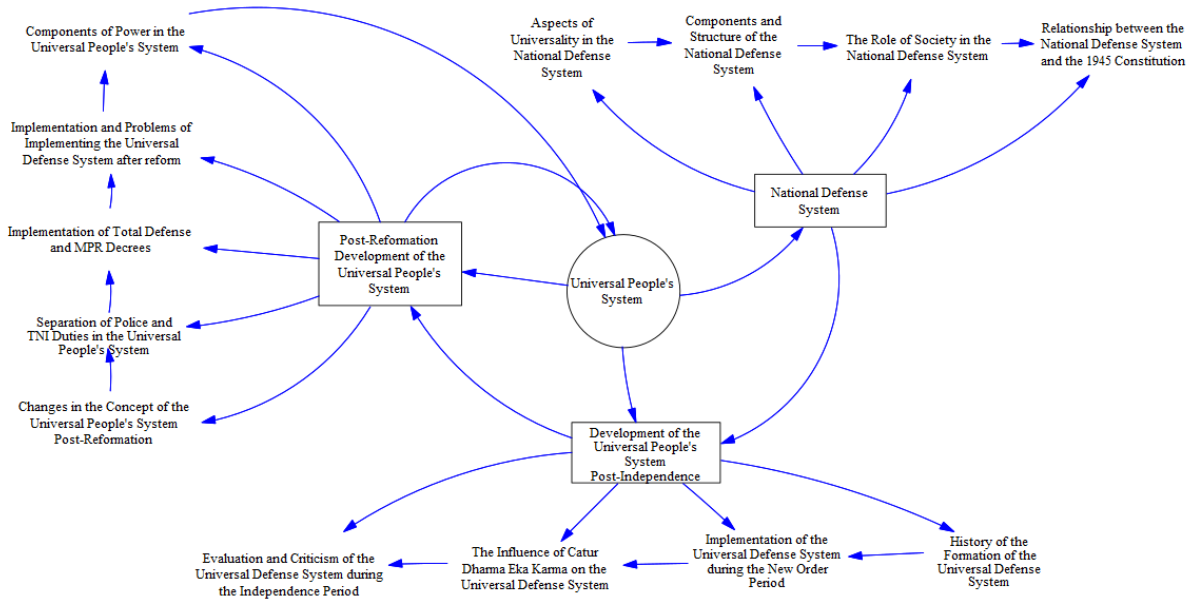 Components of Power in the
Universal People's System
Aspects of
Universality in the
National Defense
System
Components and
Structure of the
National Defense
System
The Role of Society in the
National Defense System
Relationship between the
National Defense System
and the 1945 Constitution
Implementation and Problems of
Implementing the Universal
Defense System after reform
National Defense
System
Implementation of Total Defense
and MPR Decrees
Post-Reformation
Development of the
Universal People's
System
Universal People's
System
Separation of Police and
TNI Duties in the Universal
People's System
Changes in the Concept of the
Universal People's System
Post-Reformation
Development of the
Universal People's
System
Post-Independence
Evaluation and Criticism of the
Universal Defense System during
the Independence Period
The Influence of Catur
Dharma Eka Karma on the
Universal Defense System
Implementation of the
Universal Defense System
during the New Order
Period
History of the
Formation of the
Universal Defense
System